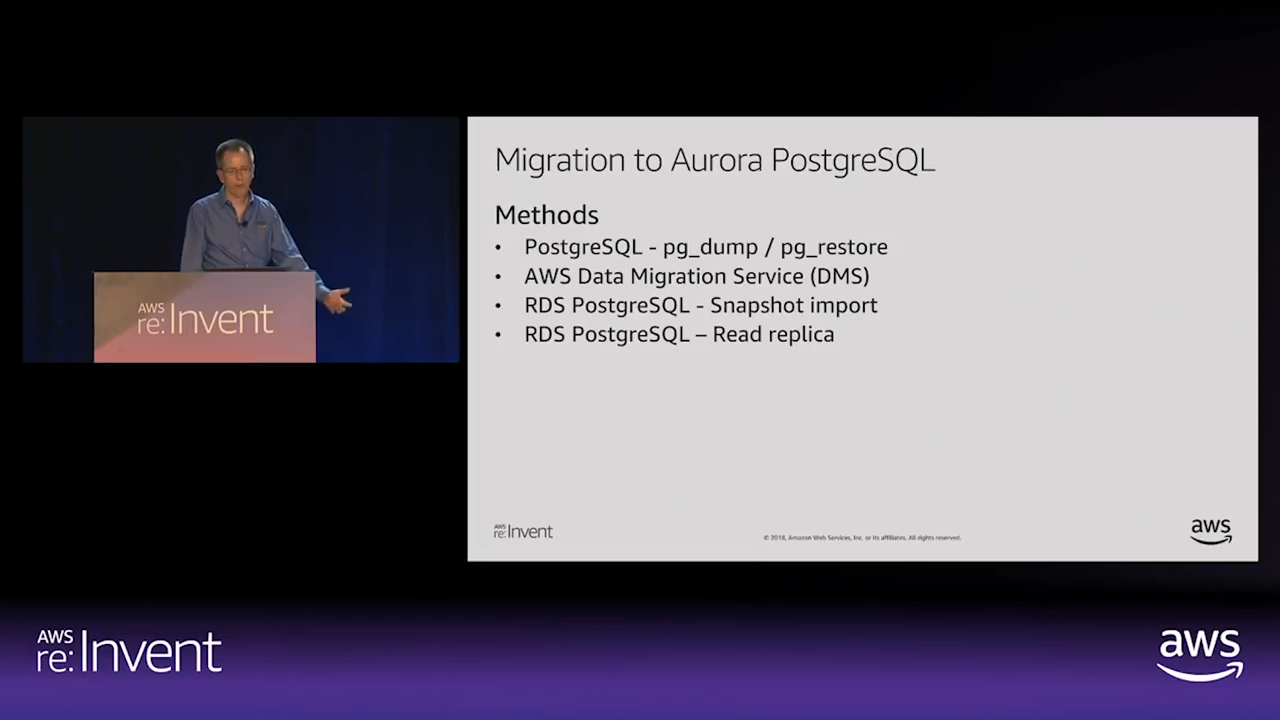 Migration to Aurora PostgreSQL
Methods
• PostgreSQL - pg_dump / pg_restore
• AWS Data Migration Service (DMS)
• RDS PostgreSQL - Snapshot import
• RDS PostgreSQL – Read replica
AWS
re:Invent
AWS
re:Invent
© 2018, Amazon Web Services, Inc. or its affiliates. All rights reserved.
aws
AWS
re:Invent
aws